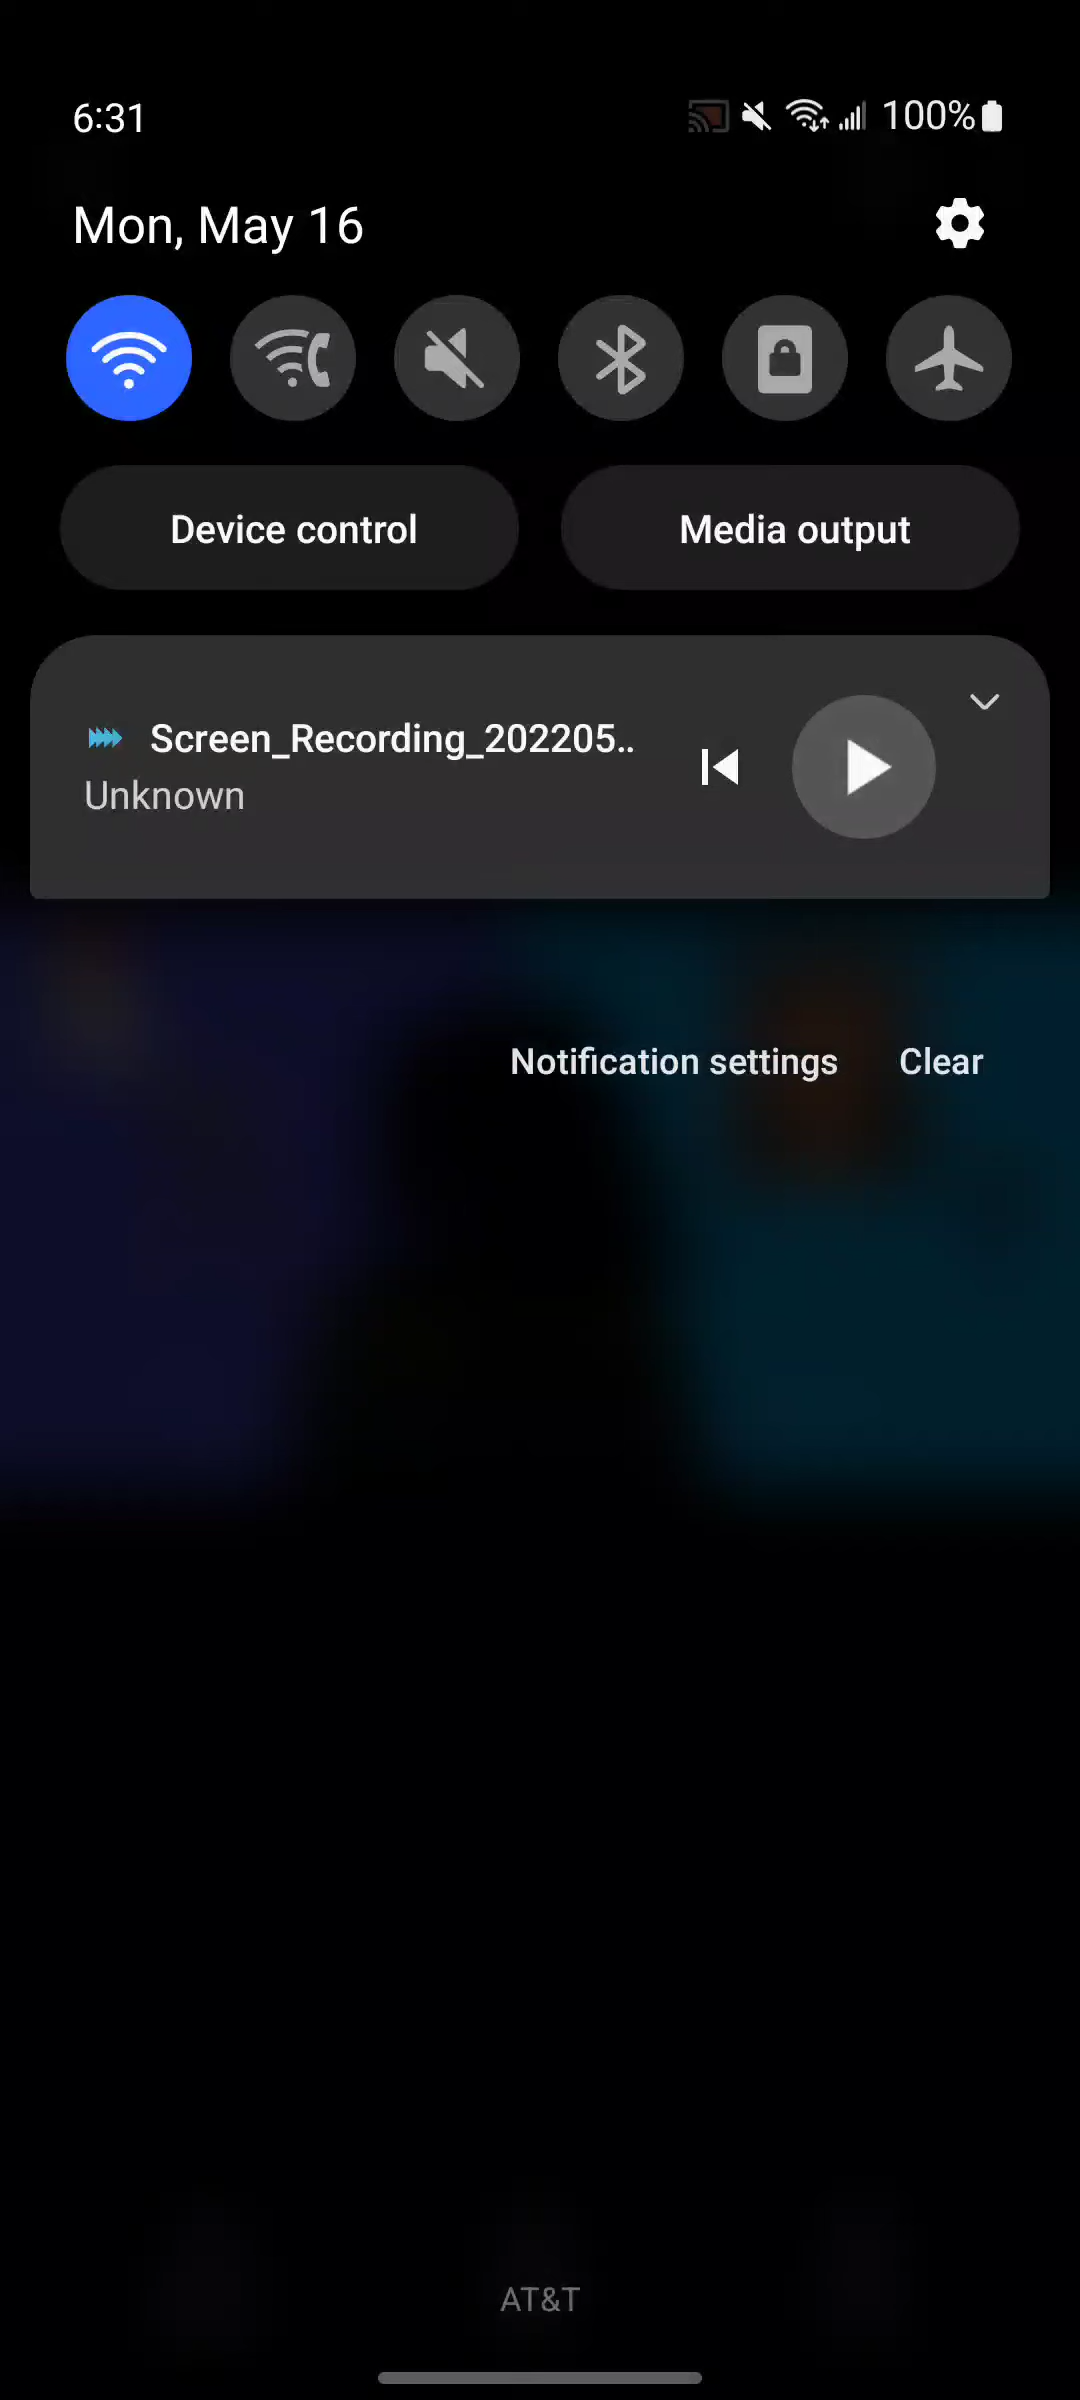 6:31
100%
Mon, May 16
Device control
Media output
Screen_Recording_202205..
Unknown
Notification settings
Clear
AT&T